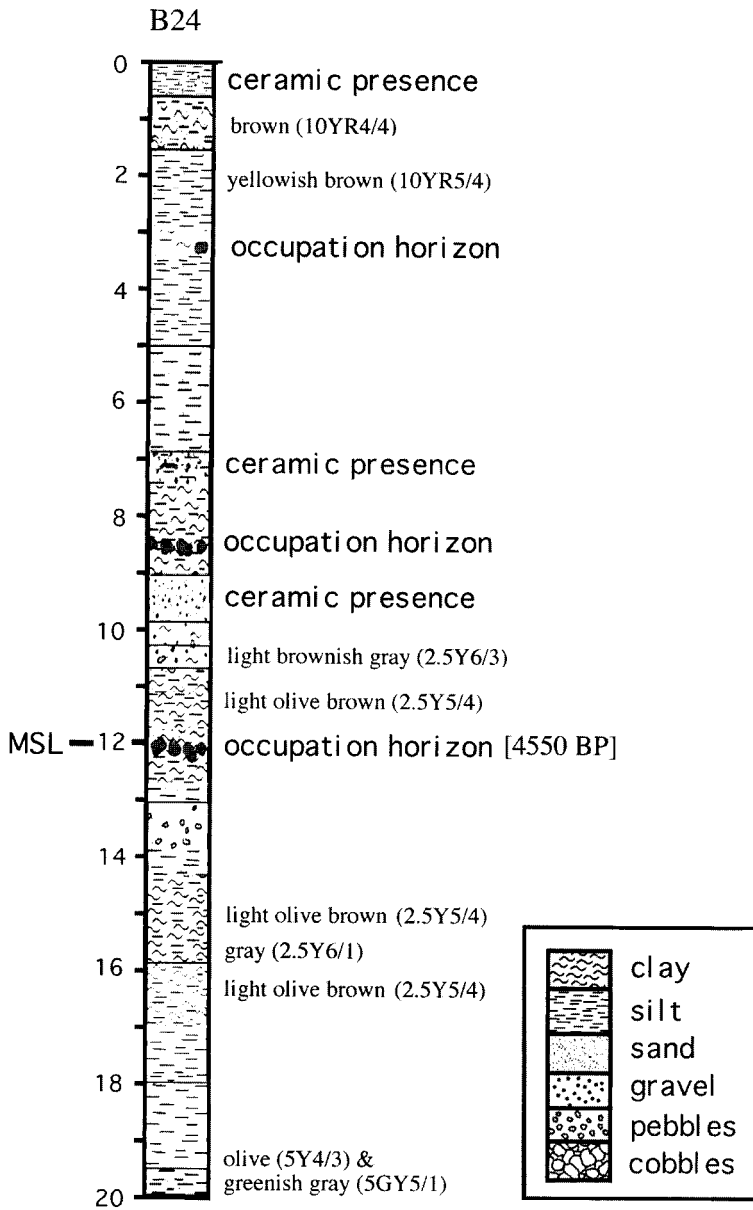 B24
0
ceramic presence
brown (10YR4/4)
2
yellowish brown (10YR5/4)
occupation horizon
4
6
ceramic presence
8
occupation horizon
ceramic presence
10
light brownish gray (2.5Y6/3)
light olive brown (2.5Y5/4)
MSL 12 occupation horizon [4550 BP]
14
light olive brown (2.5Y5/4)
gray (2.5Y6/1)
16
light olive brown (2.5Y5/4)
18
olive (5Y4/3) &
greenish gray (5GY5/1)
20
clay
silt
sand
gravel
pebbles
cobbles